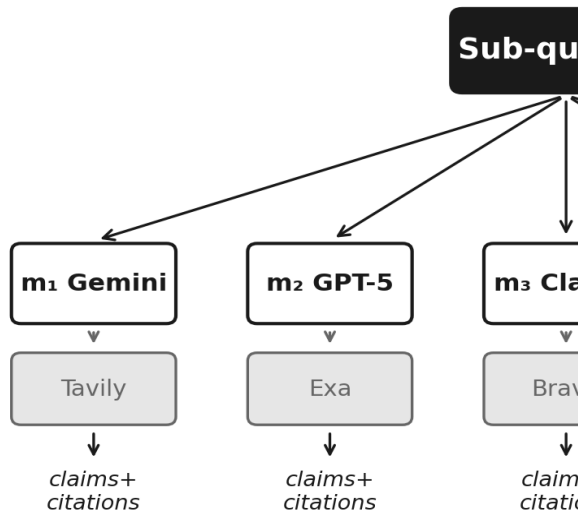 Sub-qu
m₁ Gemini
m₂ GPT-5
m₃ Cla
Tavily
Exa
Brav
claims+
citations
claims+
citations
claim
citatio